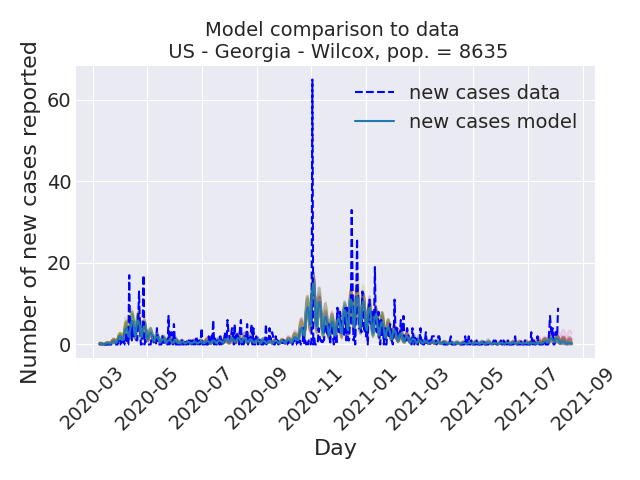 Model comparison to data
US - Georgia - Wilcox, pop. = 8635
Number of new cases reported
60
40
20
0
new cases data
new cases model
2020-03
2020-05
2020-07
2020-09
2020-11
2021-01
2021-03
2021-05
2021-07
2021-09
Day